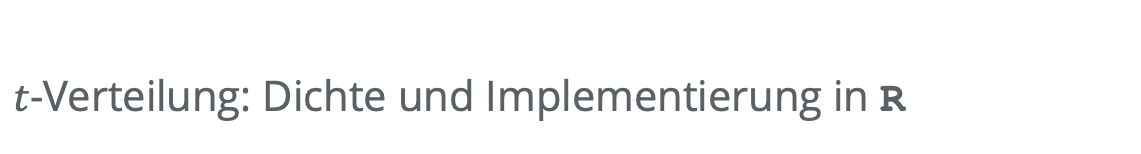 t-Verteilung: Dichte und Implementierung in R